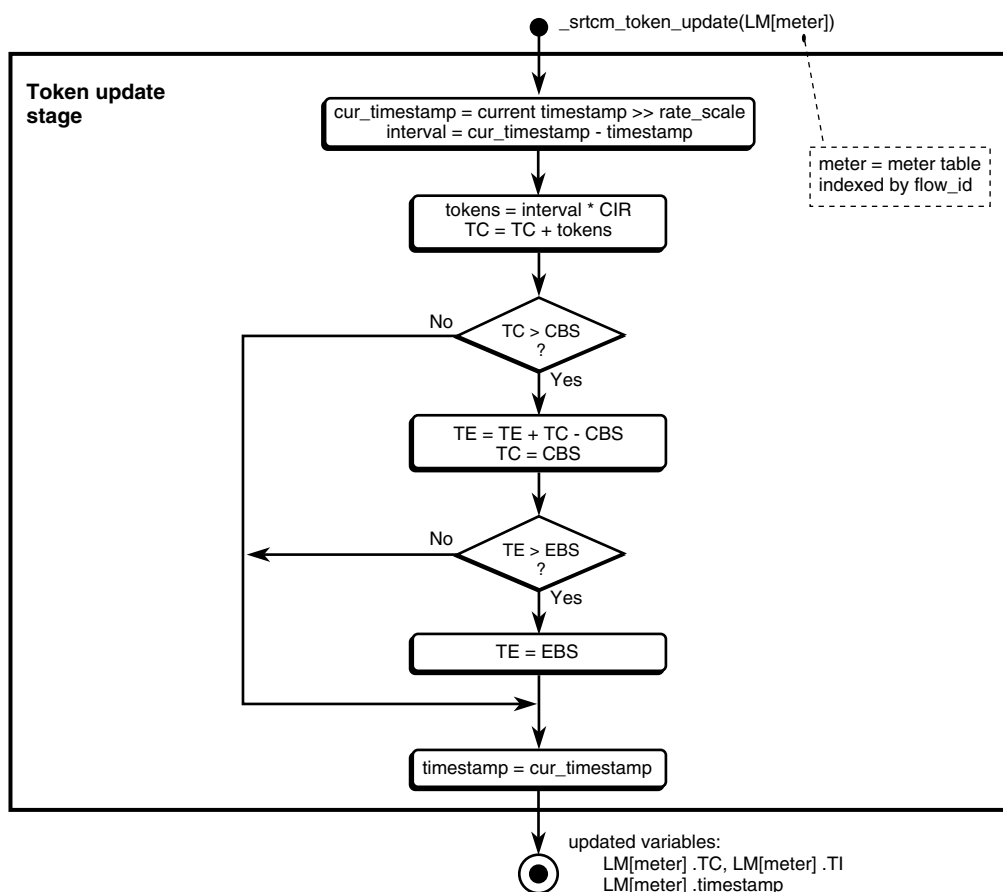 _srtcm_token_update(LM[meter])
Token update
stage
cur_timestamp = current timestamp >> rate_scale
interval = cur_timestamp - timestamp
meter = meter table
indexed by flow_id
tokens = interval * CIR
TC = TC + tokens
No
TC > CBS
?
Yes
TE = TE + TC - CBS
TC = CBS
No
TE > EBS
?
Yes
TE = EBS
timestamp = cur_timestamp
updated variables:
LM[meter] .TC, LM[meter] .TI
LM[meter] .timestamp